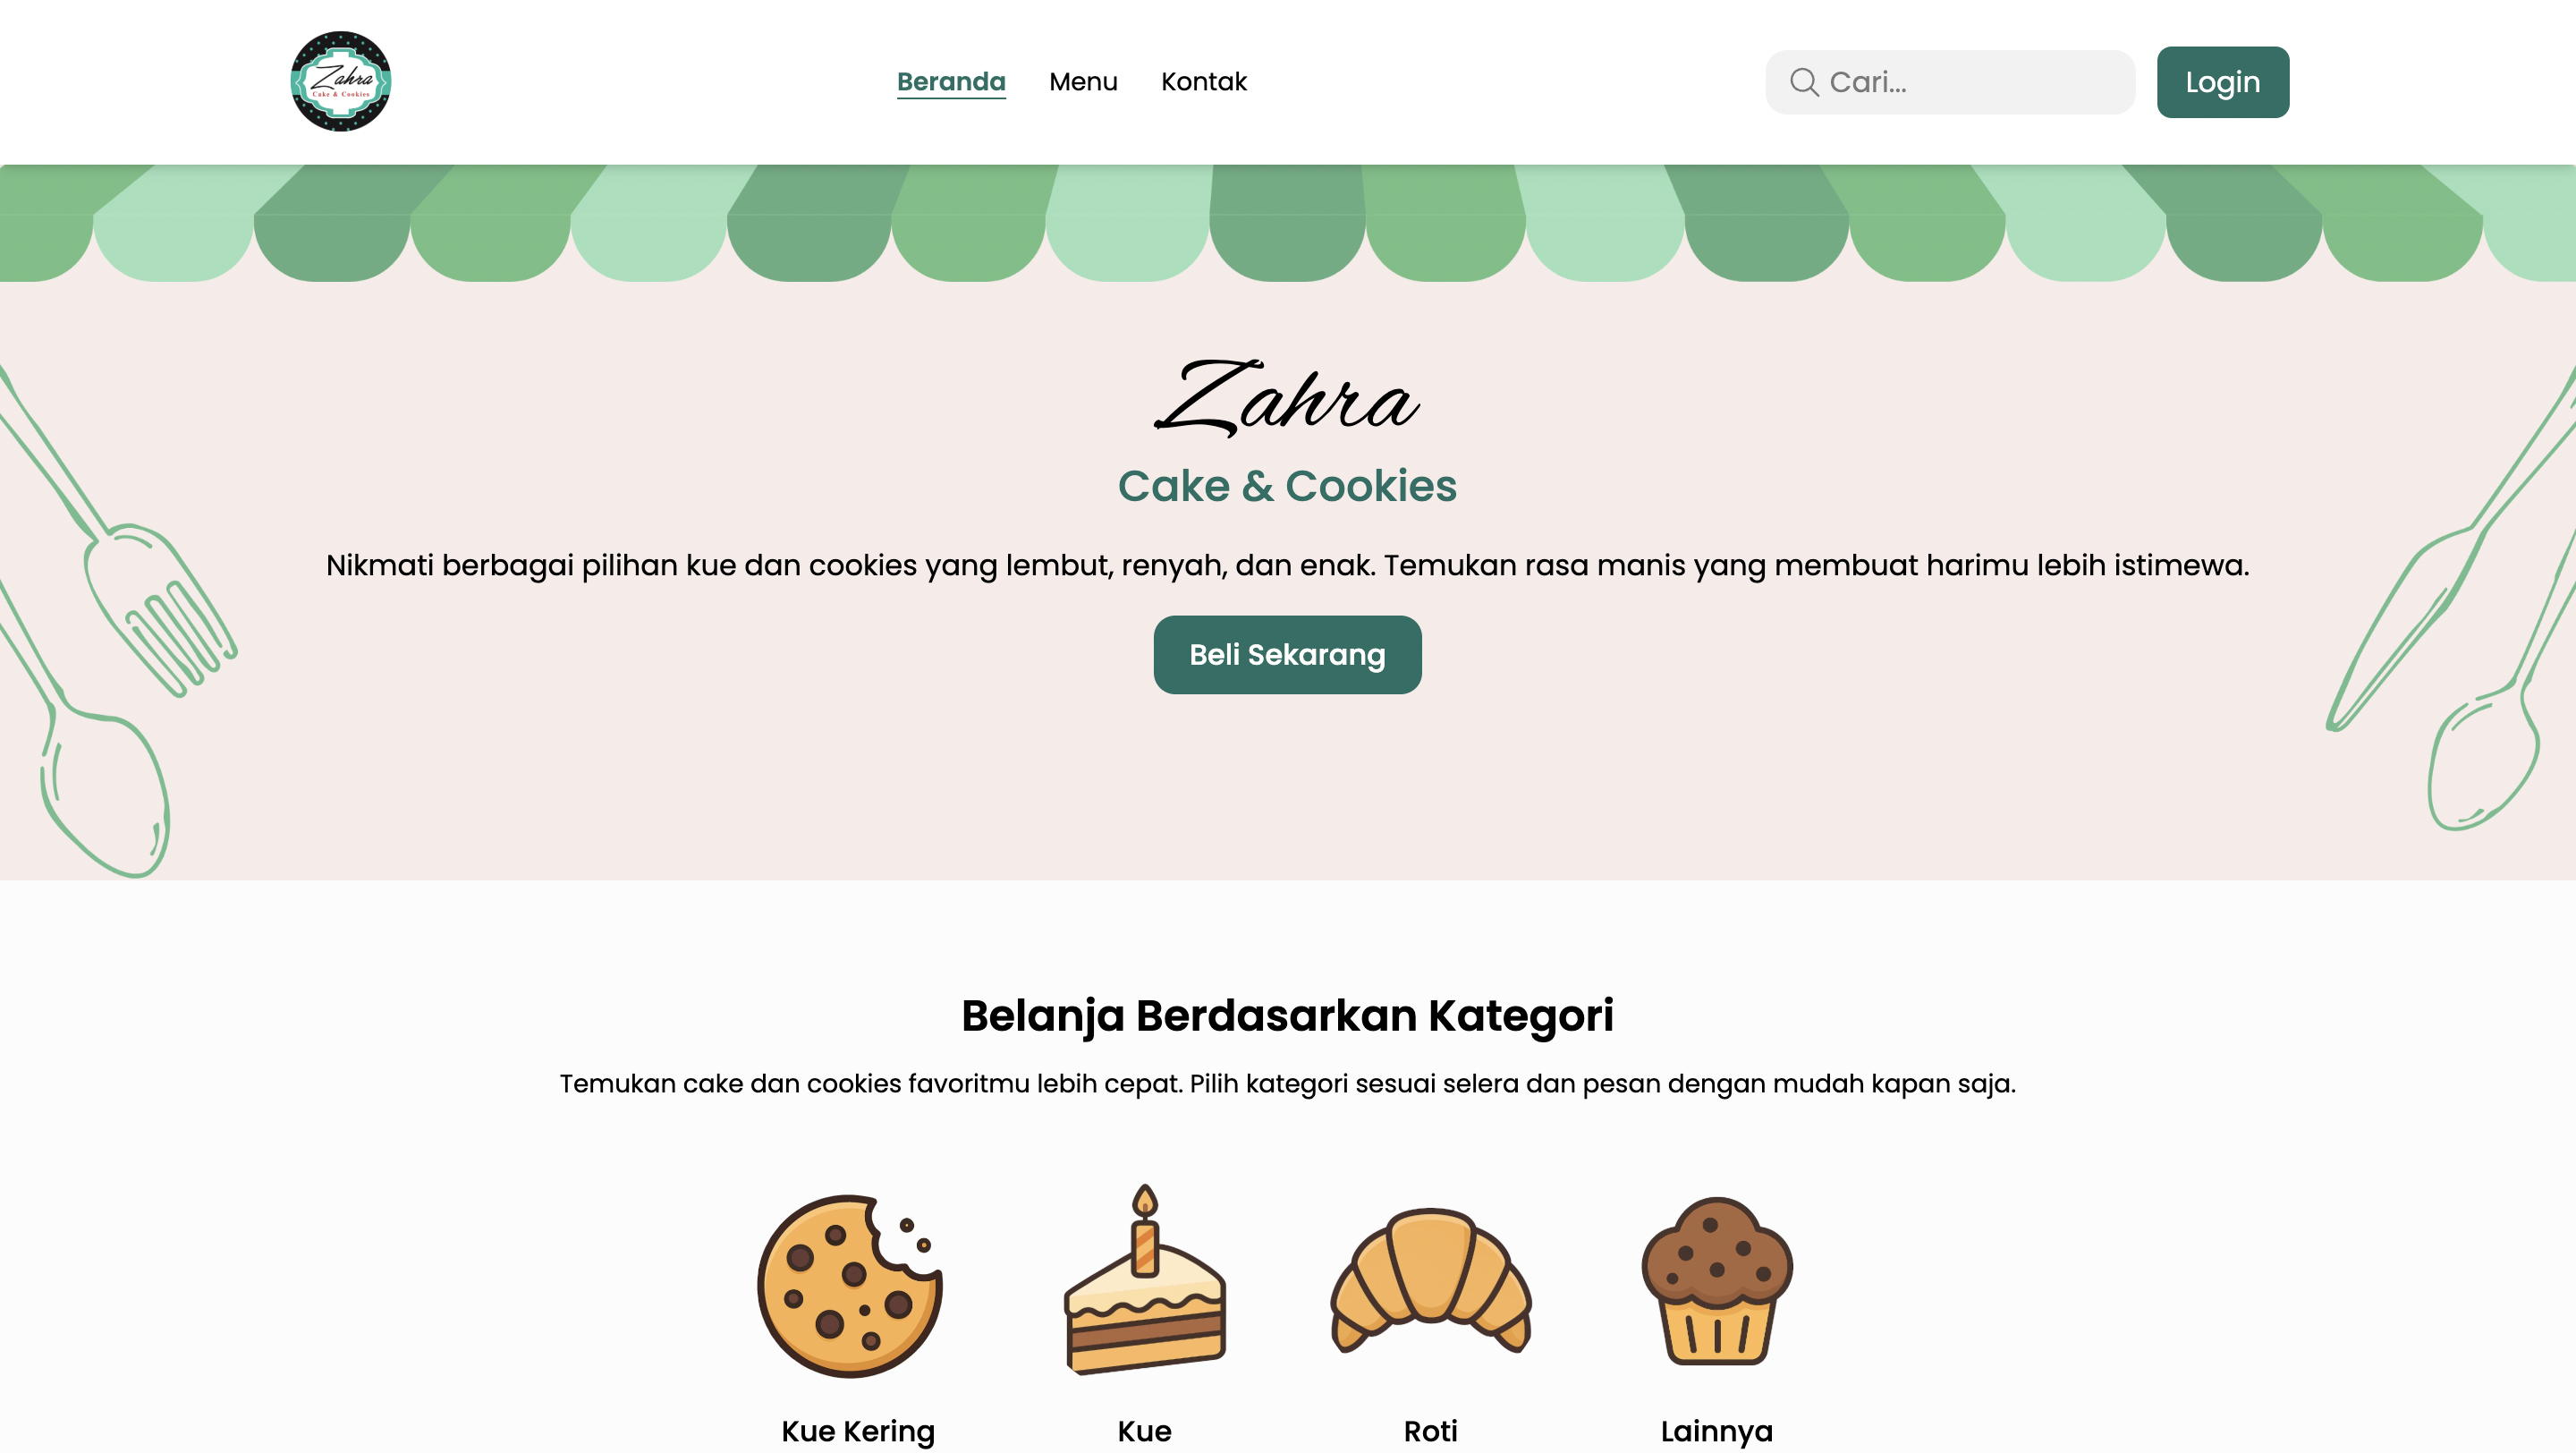 Zahra
Cake & Cookies
Beranda Menu Kontak
Cari...
Login
Zahra
Cake & Cookies
Nikmati berbagai pilihan kue dan cookies yang lembut, renyah, dan enak. Temukan rasa manis yang membuat harimu lebih istimewa.
Beli Sekarang
Belanja Berdasarkan Kategori
Temukan cake dan cookies favoritmu lebih cepat. Pilih kategori sesuai selera dan pesan dengan mudah kapan saja.
Kue Kering Kue Roti Lainnya